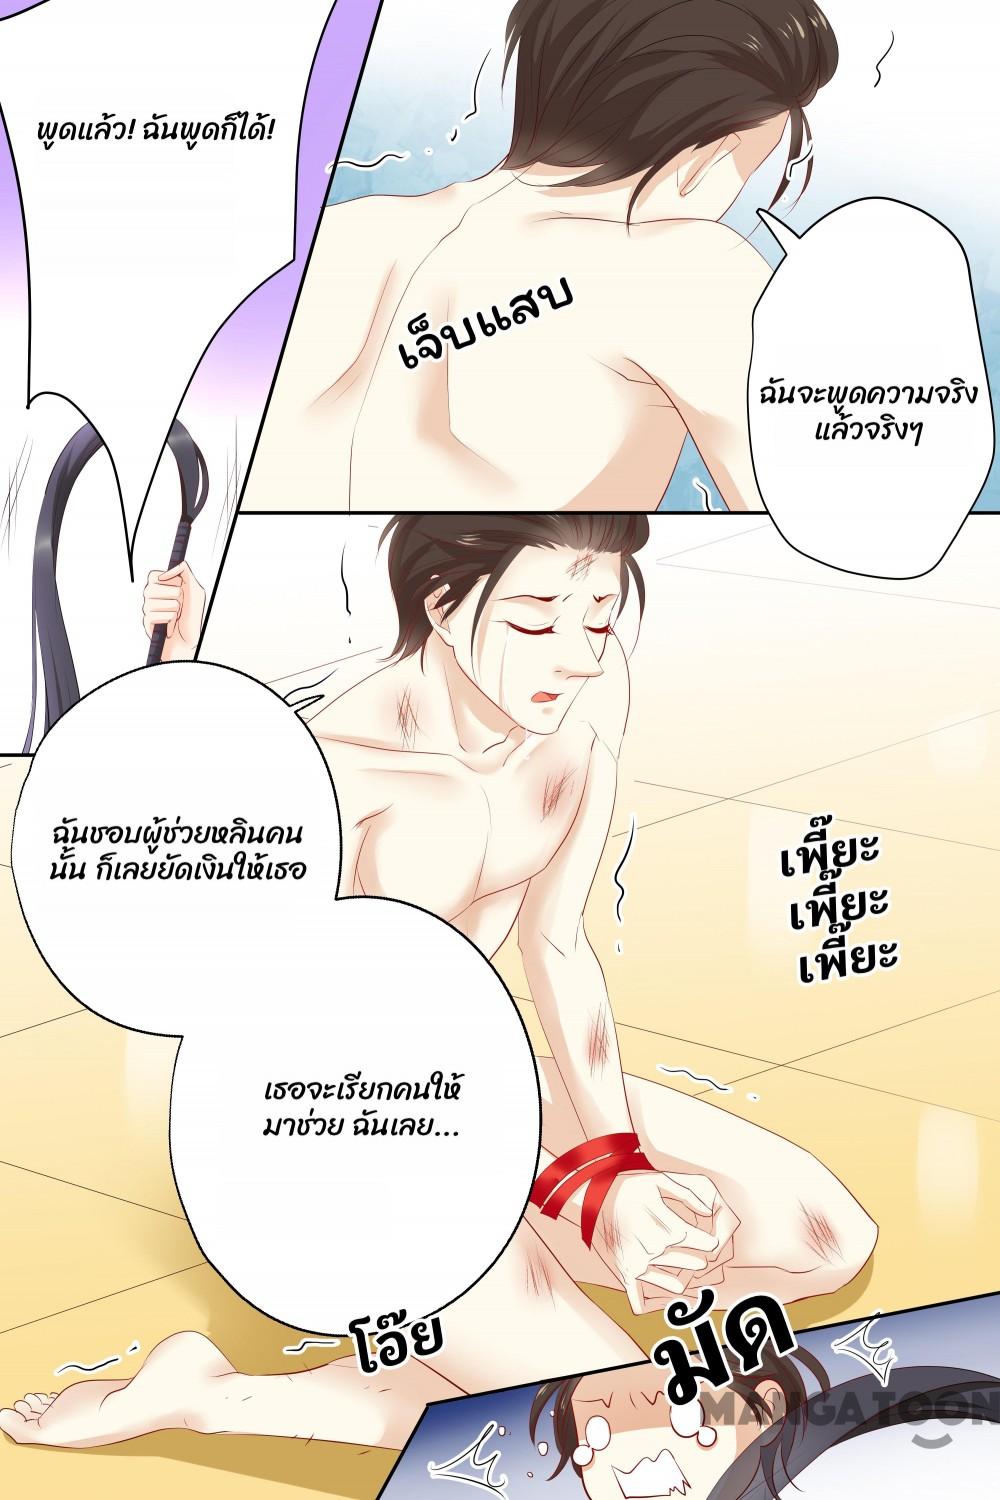 พูดแล้ว! ฉันพูดก็ได้!
เจ็บแสบ
ฉันจะพูดความจริง
แล้วจริงๆ
ฉันชอบผู้ช่วยหลินคน
นั้น ก็เลยยัดเงินให้เธอ
เพี๊ยะ
เพี๊ยะ
เพี๊ยะ
เธอจะเรียกคนให้
มาช่วย ฉันเลย...
โอ๊ย
มัด
MANGATOON